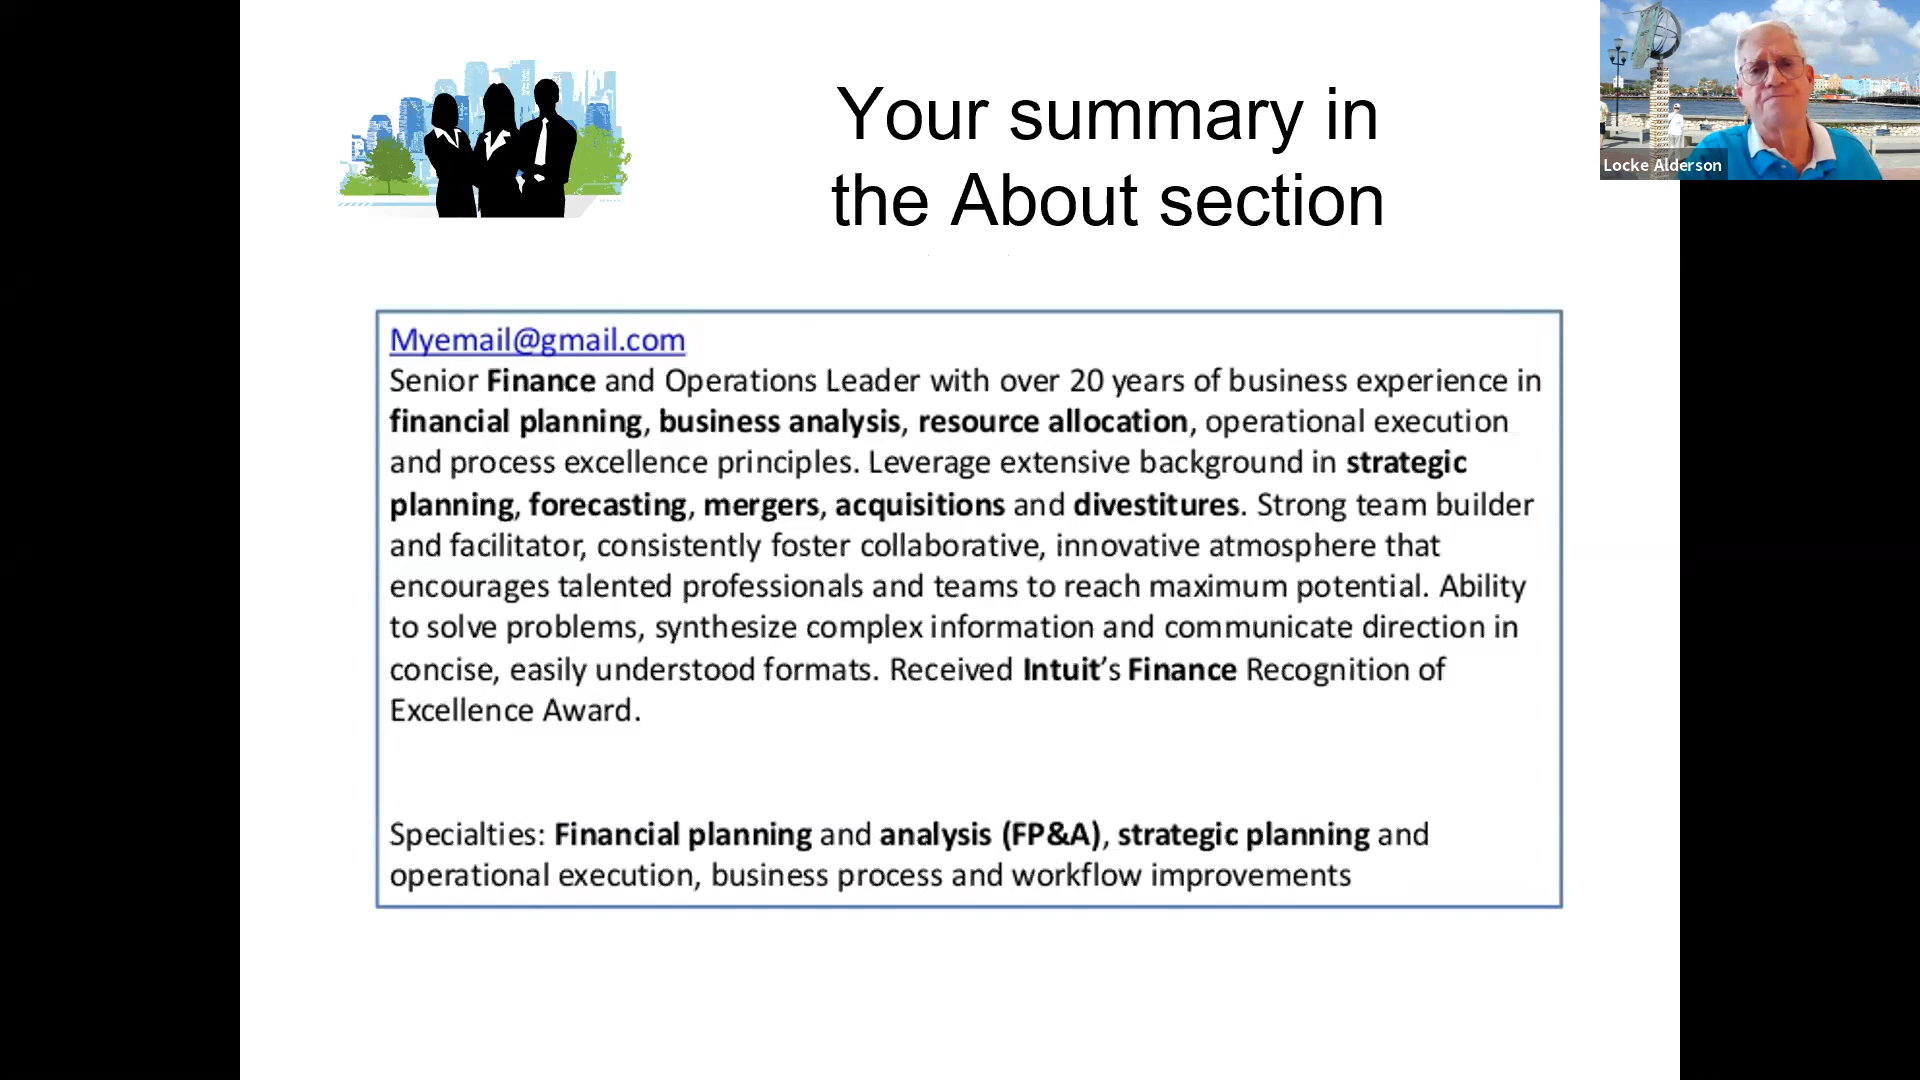 Your summary in
the About section
Locke Alderson
Myemail@gmail.com
Senior Finance and Operations Leader with over 20 years of business experience in
financial planning, business analysis, resource allocation, operational execution
and process excellence principles. Leverage extensive background in strategic
planning, forecasting, mergers, acquisitions and divestitures. Strong team builder
and facilitator, consistently foster collaborative, innovative atmosphere that
encourages talented professionals and teams to reach maximum potential. Ability
to solve problems, synthesize complex information and communicate direction in
concise, easily understood formats. Received Intuit’s Finance Recognition of
Excellence Award.
Specialties: Financial planning and analysis (FP&A), strategic planning and
operational execution, business process and workflow improvements